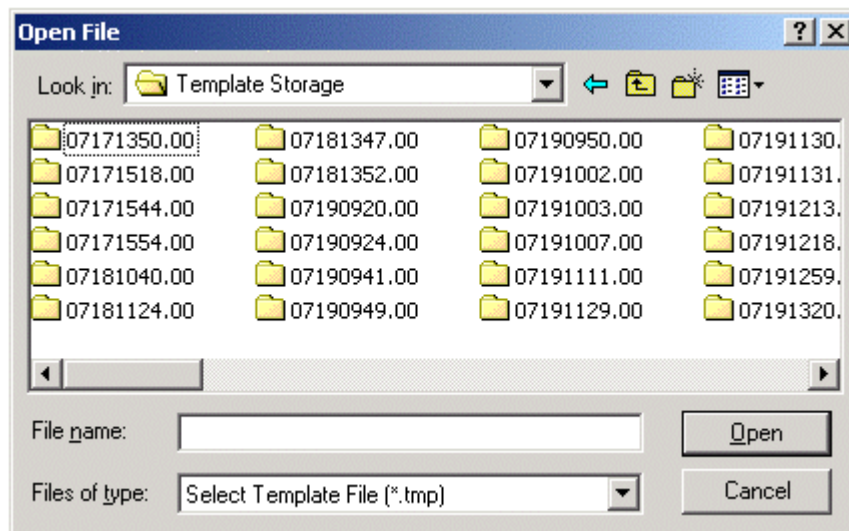 Open File
Look in: Template Storage
07171350.00 07181347.00 07190950.00 07191130.
07171518.00 07181352.00 07191002.00 07191131.
07171544.00 07190920.00 07191003.00 07191213.
07171554.00 07190924.00 07191007.00 07191218.
07181040.00 07190941.00 07191111.00 07191259.
07181124.00 07190949.00 07191129.00 07191320.
File name: Open
Files of type: Select Template File (*.tmp) Cancel